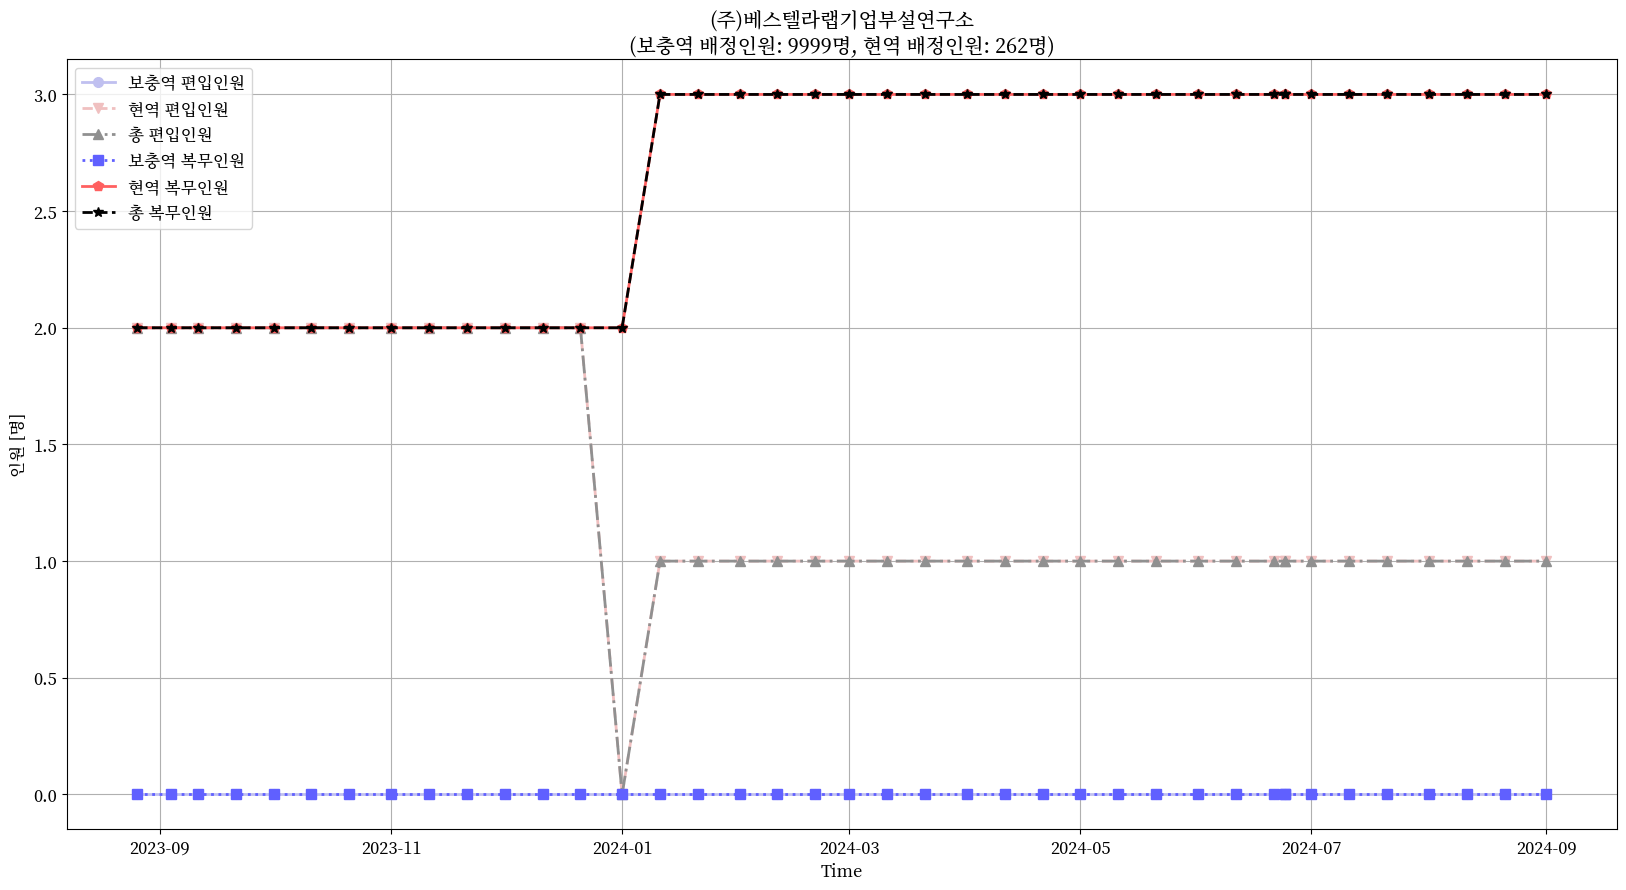 (주)베스텔라랩기업부설연구소
(보충역 배정인원: 9999명, 현역 배정인원: 262명)
보충역 편입인원
현역 편입인원
총 편입인원
보충역 복무인원
현역 복무인원
총 복무인원
3.0
2.5
2.0
1.5
1.0
0.5
0.0
인원 [명]
2023-09
2023-11
2024-01
2024-03
2024-05
2024-07
2024-09
Time